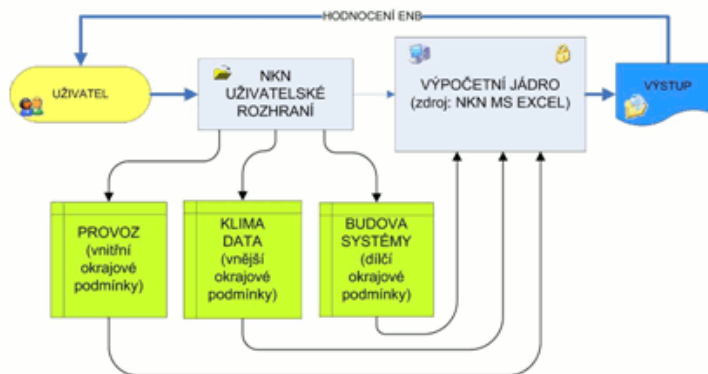 HODNOCENÍ ENB
UŽIVATEL
NKN
UŽIVATELSKÉ
ROZHRANÍ
VÝPOČETNÍ JÁDRO
(zdroj: NKN MS EXCEL)
VÝSTUP
PROVOZ
(vnitřní
okrajové
podmínky)
KLIMA
DATA
(vnější
okrajové
podmínky)
BUDOVA
SYSTÉMY
(dílčí
okrajové
podmínky)